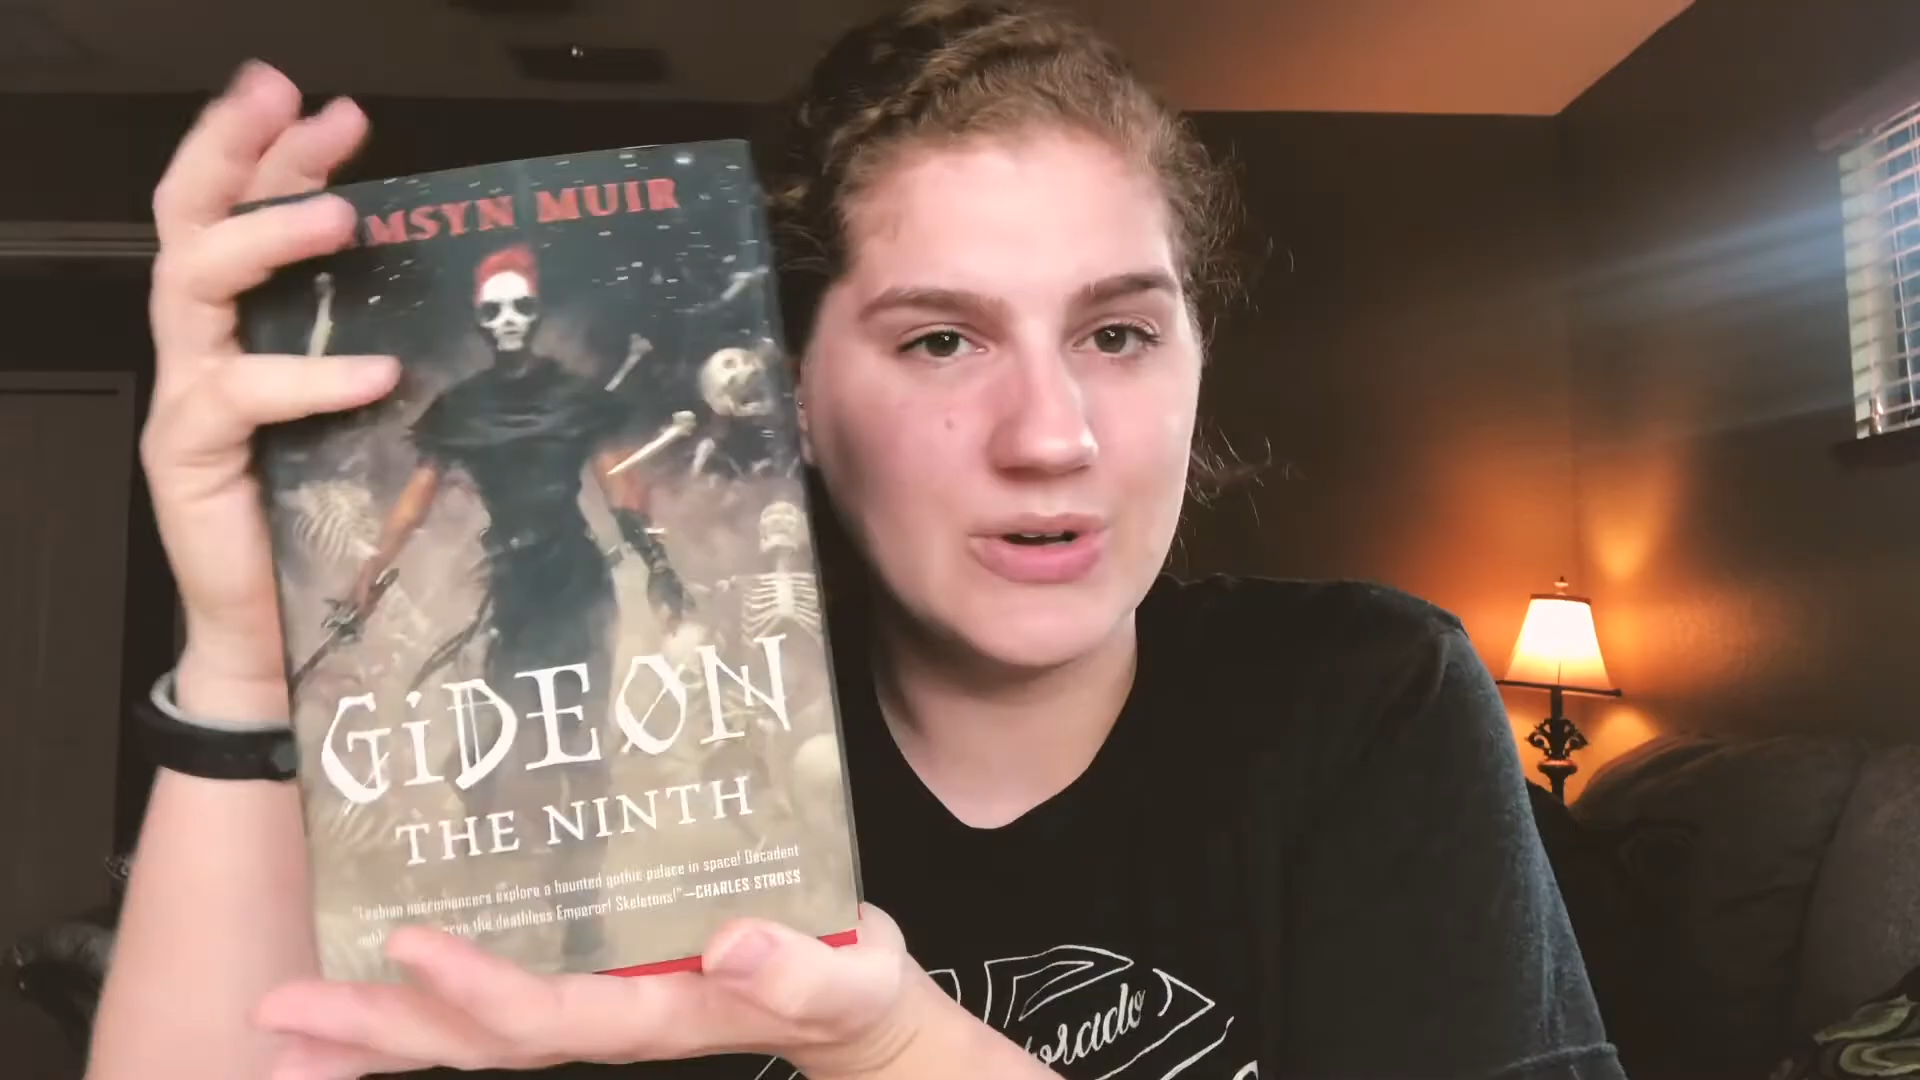 MSYN MUIR
GiDEON
THE NINTH
"Lesbian necromancers explore a haunted gothic palace in space! Decadent
the deathless Emperor! Skeletons!"—CHARLES STROSS
orado